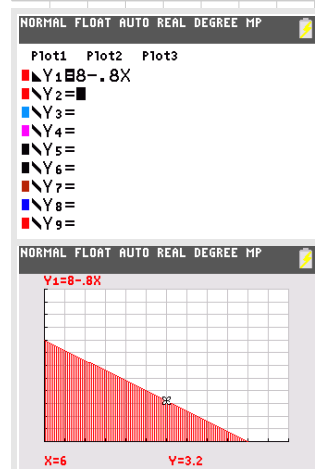 NORMAL FLOAT AUTO REAL DEGREE MP
Plot1 Plot2 Plot3
Y1=8-.8X
Y2=
Y3=
Y4=
Y5=
Y6=
Y7=
Y8=
Y9=
NORMAL FLOAT AUTO REAL DEGREE MP
Y1=8-.8X
X=6 Y=3.2